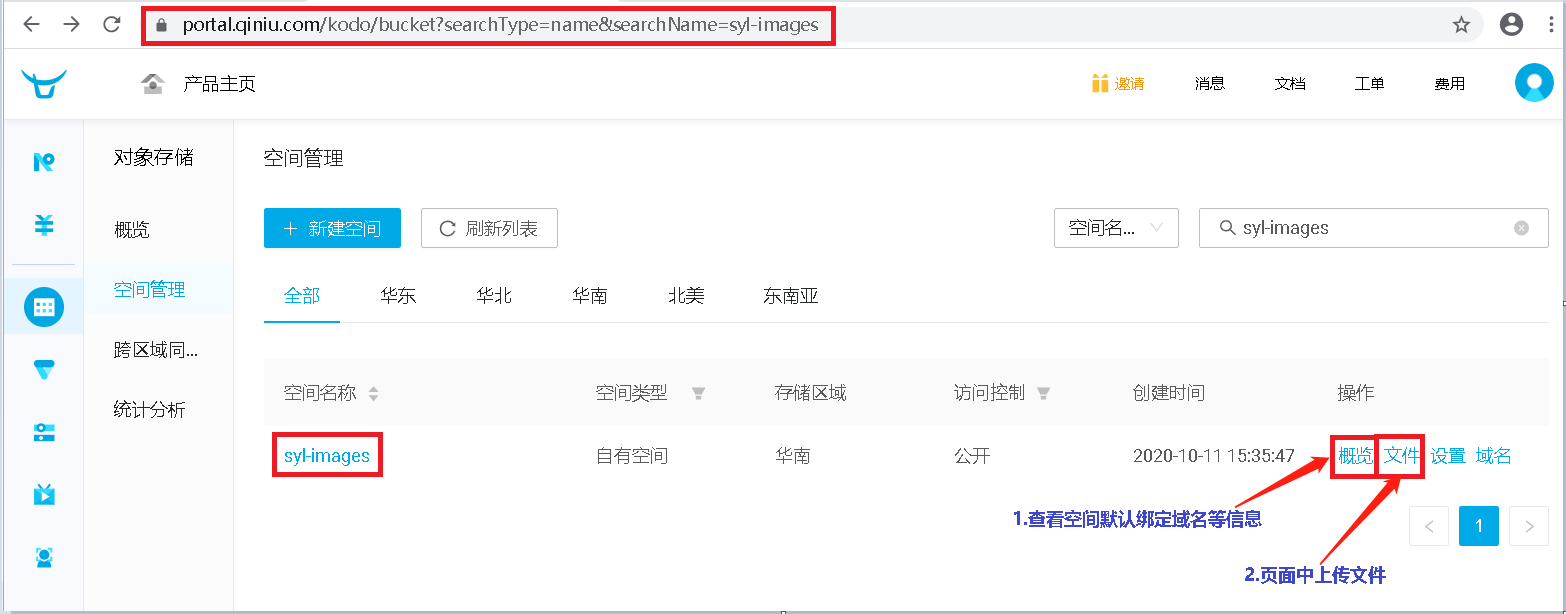 portal.qiniu.com/kodo/bucket?searchType=name&searchName=syl-images
产品主页 邀请 消息 文档 工单 费用
对象存储
概览
空间管理
跨区域同...
统计分析
空间管理
新建空间 刷新列表 空间名... syl-images
全部 华东 华北 华南 北美 东南亚
空间名称 空间类型 存储区域 访问控制 创建时间 操作
syl-images 自有空间 华南 公开 2020-10-11 15:35:47 概览 文件 设置 域名
1.查看空间默认绑定域名等信息
< 1 >
2.页面中上传文件